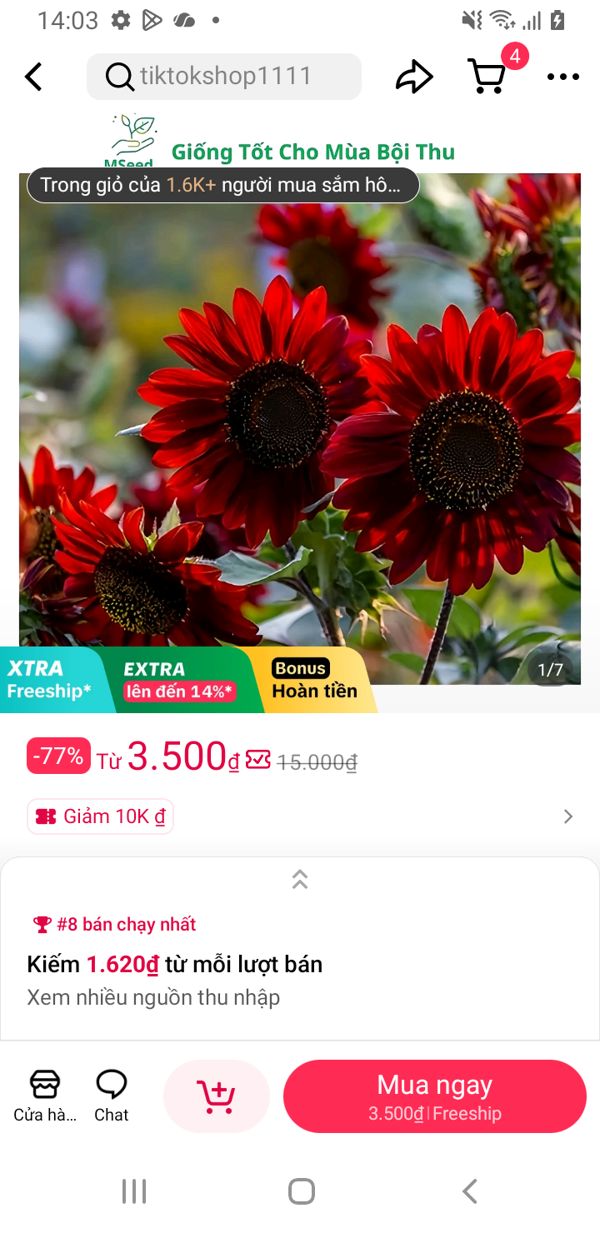 14:03
4
tiktokshop1111
MSeed
Giống Tốt Cho Mùa Bội Thu
Trong giỏ của 1.6K+ người mua sắm hô...
XTRA
Freeship*
EXTRA
lên đến 14%*
Bonus
Hoàn tiền
1/7
-77% Từ 3.500₫ 15.000₫
Giảm 10K ₫
#8 bán chạy nhất
Kiếm 1.620₫ từ mỗi lượt bán
Xem nhiều nguồn thu nhập
Cửa hà...
Chat
Mua ngay
3.500₫ | Freeship